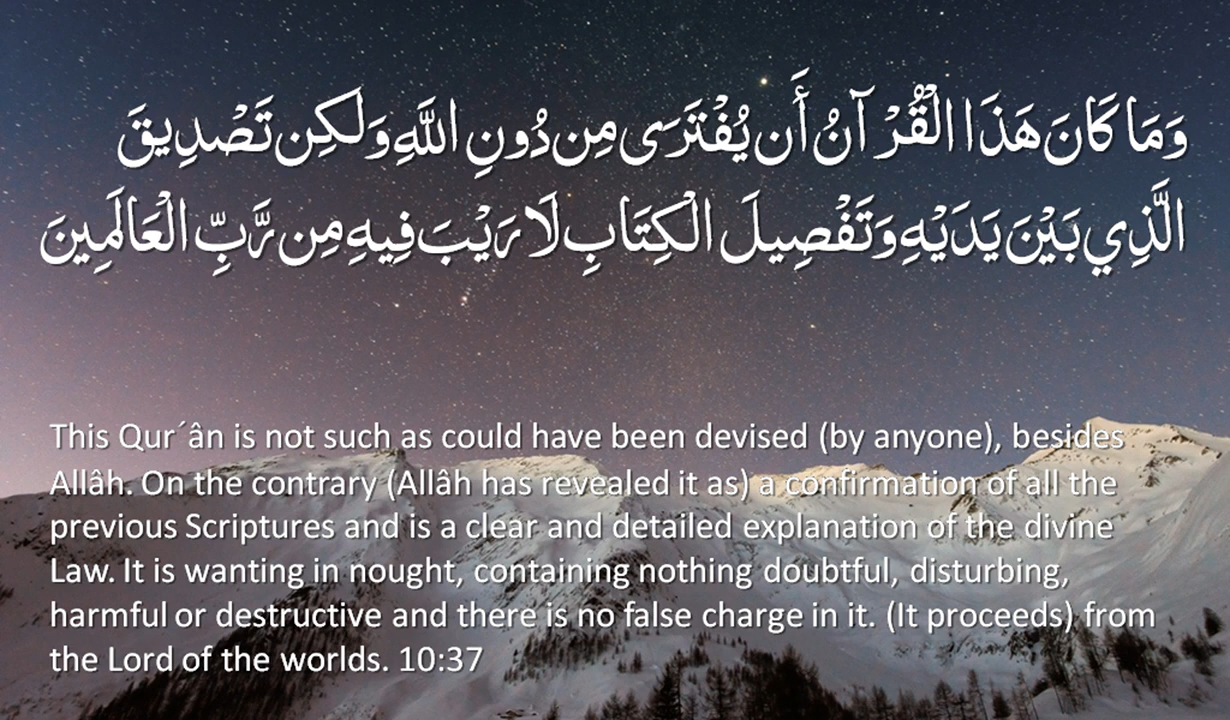 وَمَا كَانَ هَذَا الْقُرْآنُ أَن يُفْتَرَى مِن دُونِ اللَّهِ وَلَكِن تَصْدِيقَ
الَّذِي بَيْنَ يَدَيْهِ وَتَفْصِيلَ الْكِتَابِ لَا رَيْبَ فِيهِ مِن رَّبِّ الْعَالَمِينَ
This Qur´ân is not such as could have been devised (by anyone), besides
Allâh. On the contrary (Allâh has revealed it as) a confirmation of all the
previous Scriptures and is a clear and detailed explanation of the divine
Law. It is wanting in nought, containing nothing doubtful, disturbing,
harmful or destructive and there is no false charge in it. (It proceeds) from
the Lord of the worlds. 10:37